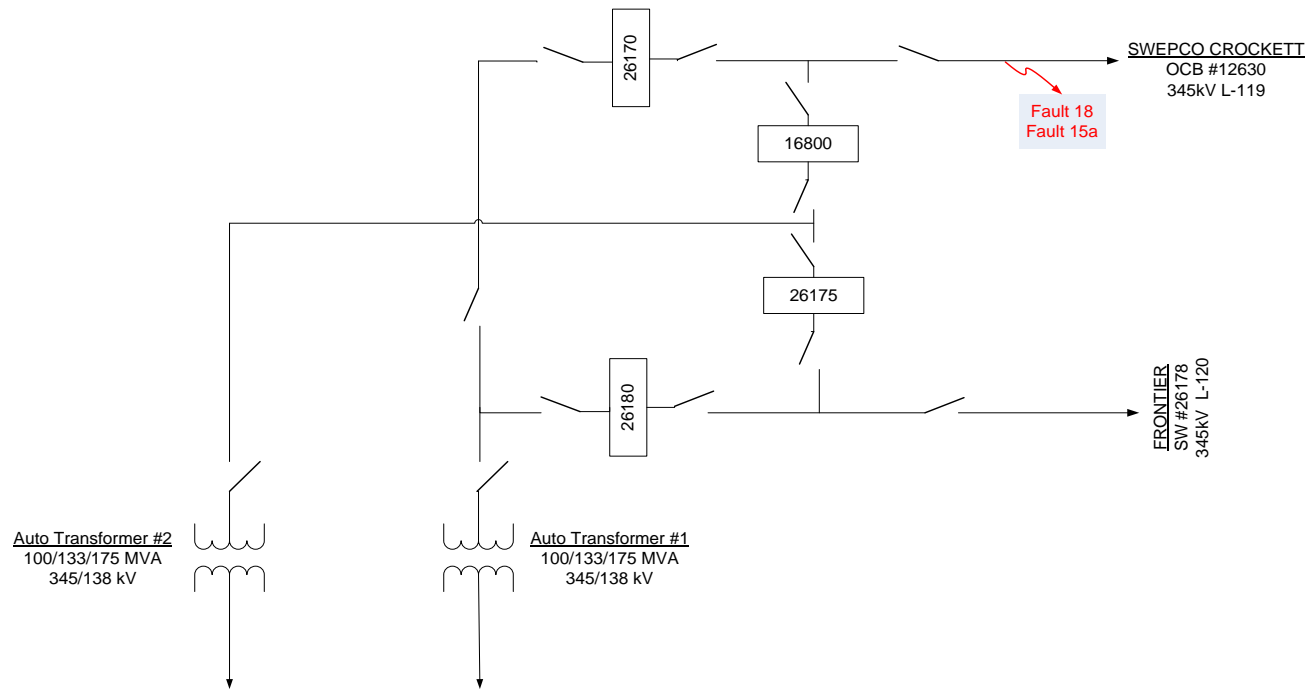 26170
SWEPCO CROCKETT
OCB #12630
345kV L-119
Fault 18
Fault 15a
16800
26175
26180
FRONTIER
SW #26178
345kV L-120
Auto Transformer #2
100/133/175 MVA
345/138 kV
Auto Transformer #1
100/133/175 MVA
345/138 kV